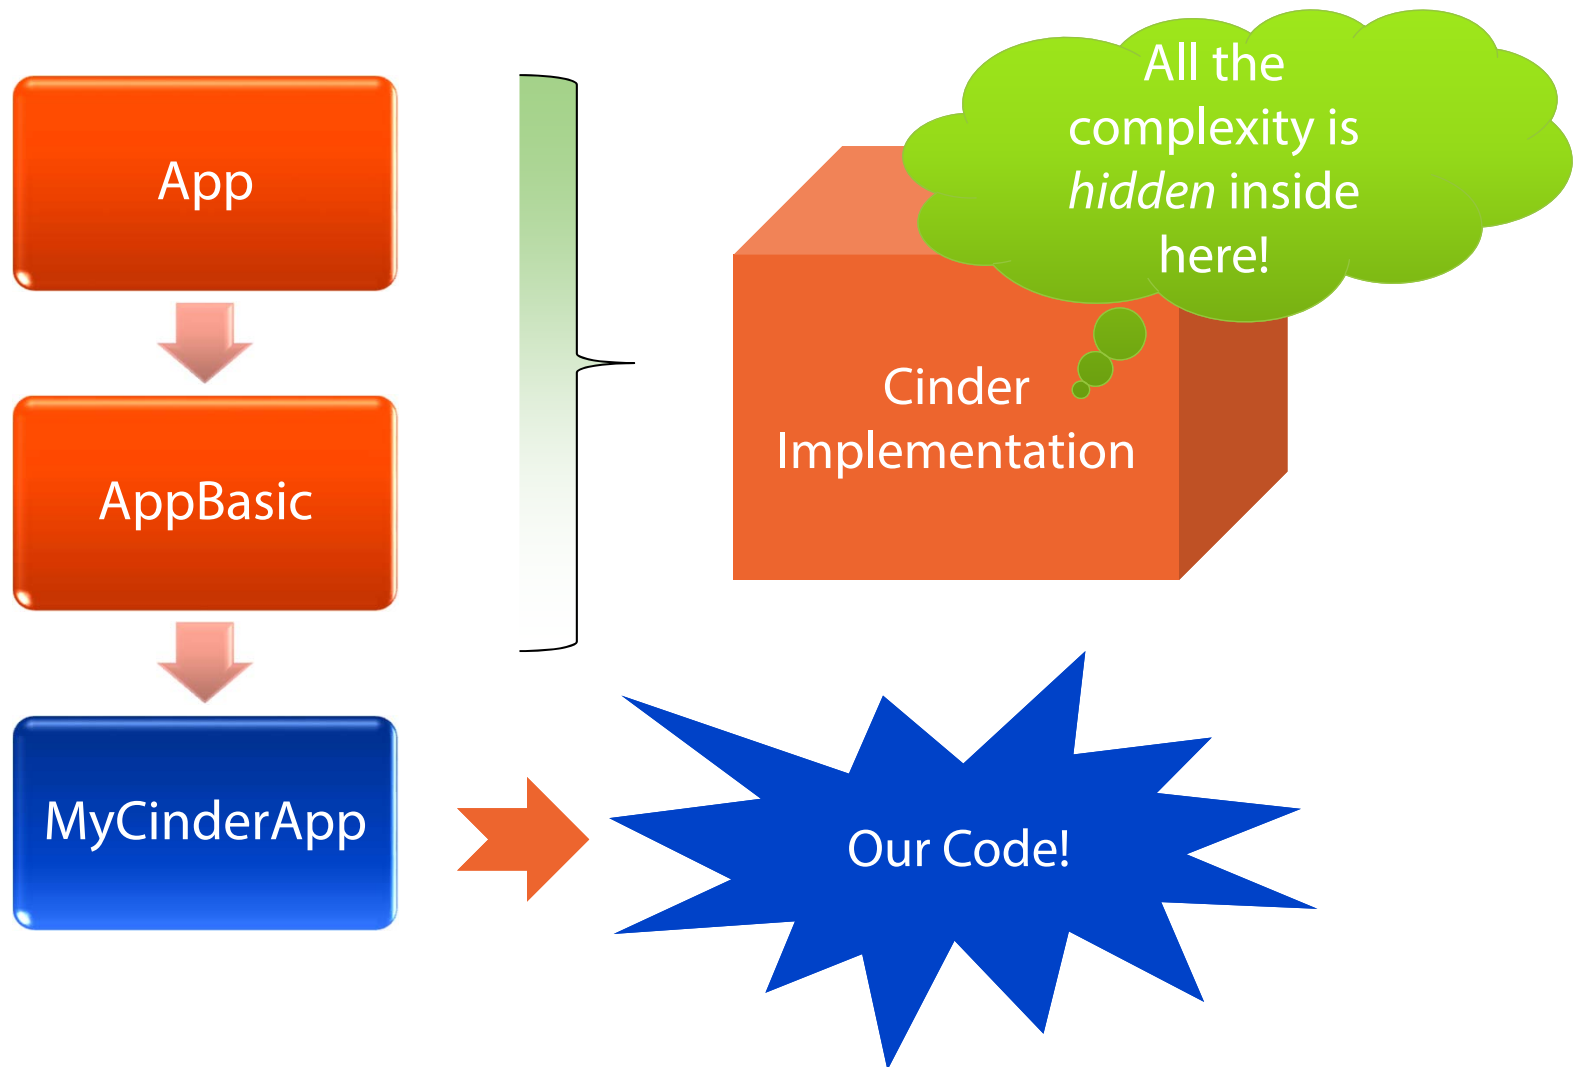 App
AppBasic
MyCinderApp
All the
complexity is
hidden inside
here!
Cinder
Implementation
Our Code!